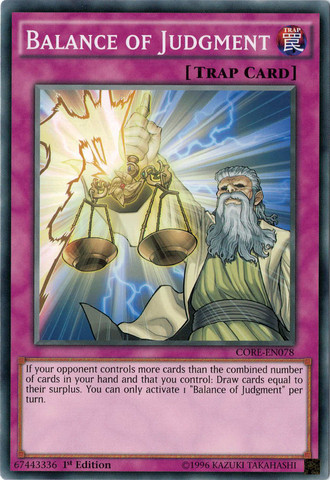 BALANCE OF JUDGMENT
TRAP
罠
[TRAP CARD]
CORE-EN078
If your opponent controls more cards than the combined number
of cards in your hand and that you control: Draw cards equal to
their surplus. You can only activate 1 "Balance of Judgment" per
turn.
67443336 1st Edition ©1996 KAZUKI TAKAHASHI